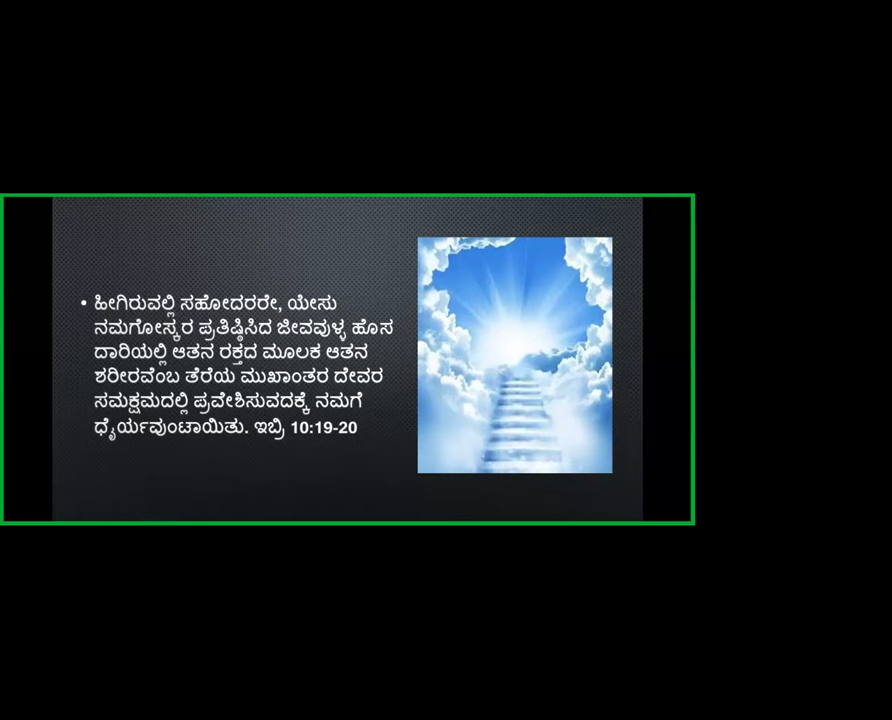 • ಹೀಗಿರುವಲ್ಲಿ ಸಹೋದರರೇ, ಯೇಸು
ನಮಗೋಸ್ಕರ ಪ್ರತಿಷ್ಠಿಸಿದ ಜೀವವುಳ್ಳ ಹೊಸ
ದಾರಿಯಲ್ಲಿ ಆತನ ರಕ್ತದ ಮೂಲಕ ಆತನ
ಶರೀರವೆಂಬ ತೆರೆಯ ಮುಖಾಂತರ ದೇವರ
ಸಮಕ್ಷಮದಲ್ಲಿ ಪ್ರವೇಶಿಸುವದಕ್ಕೆ ನಮಗೆ
ಧೈರ್ಯವುಂಟಾಯಿತು. ಇಬ್ರಿ 10:19-20